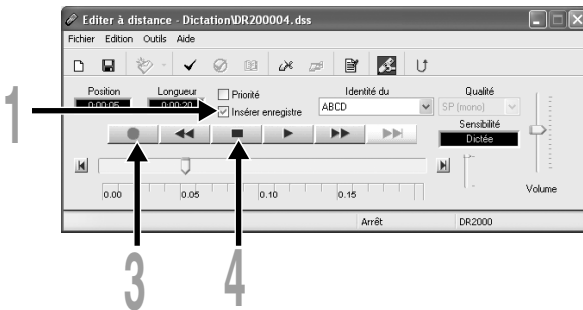 Editer à distance - Dictation\DR200004.dss
Fichier Edition Outils Aide
Position Longueur Priorité Identité du Qualité
0:00:05 0:00:20 Insérer enregistre ABCD SP (mono)
Sensibilité
Dictée
0.00 0.05 0.10 0.15 Volume
Arrêt DR2000
1
3 4